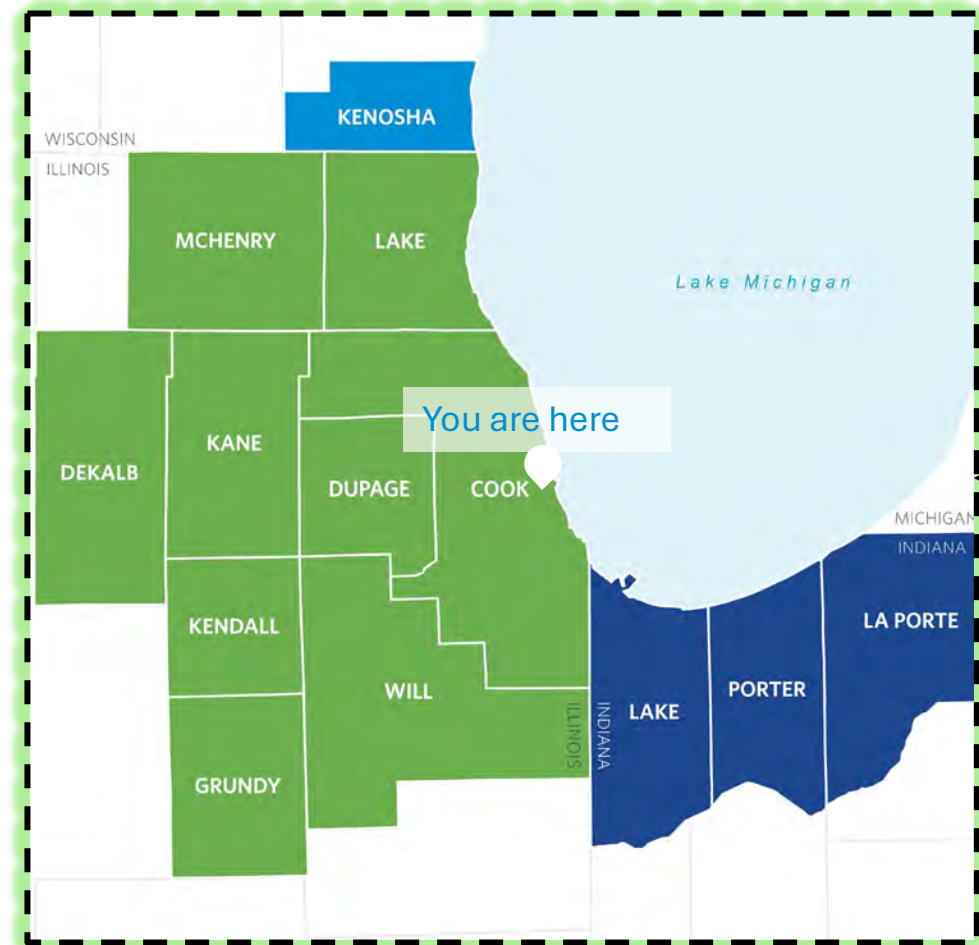 KENOSHA
WISCONSIN
ILLINOIS
MCHENRY
LAKE
Lake Michigan
You are here
KANE
DEKALB
DUPAGE
COOK
MICHIGAN
INDIANA
KENDALL
LA PORTE
WILL
PORTER
LAKE
ILLINOIS
INDIANA
GRUNDY